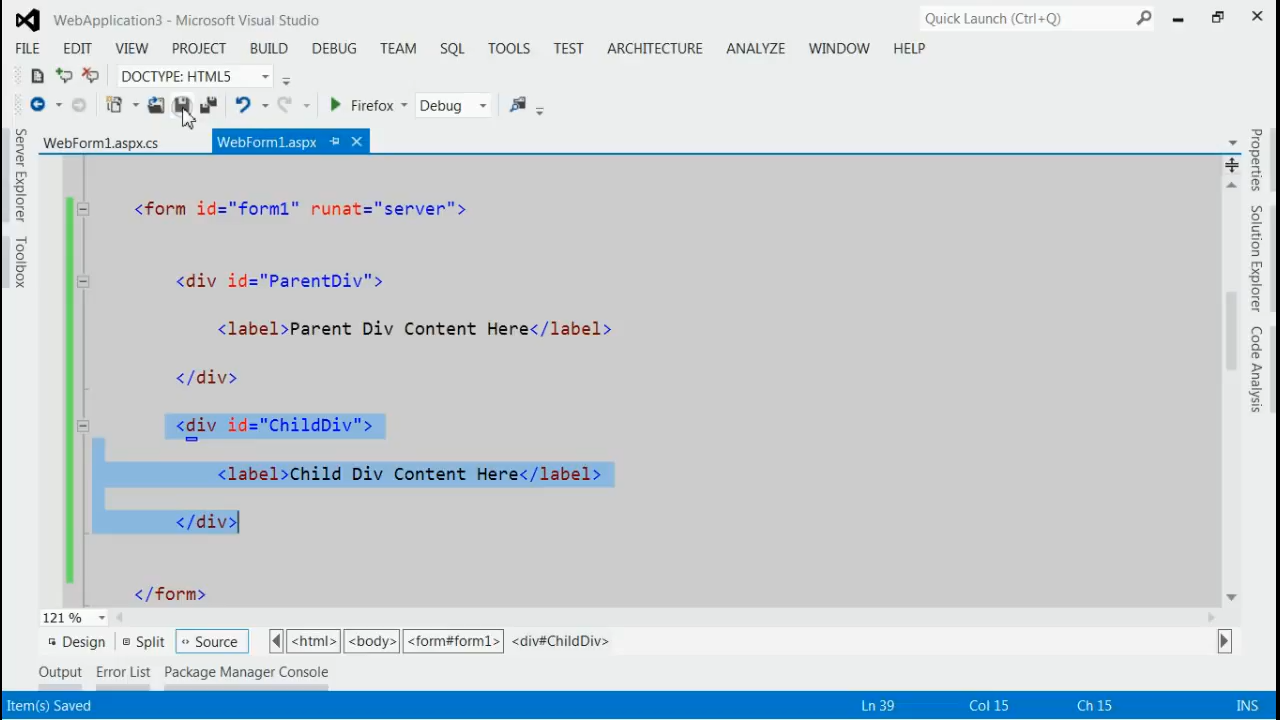 WebApplication3 - Microsoft Visual Studio
Quick Launch (Ctrl+Q)
FILE EDIT VIEW PROJECT BUILD DEBUG TEAM SQL TOOLS TEST ARCHITECTURE ANALYZE WINDOW HELP
DOCTYPE: HTML5
Firefox Debug
WebForm1.aspx.cs WebForm1.aspx
Server Explorer
Toolbox
<form id="form1" runat="server">
<div id="ParentDiv">
<label>Parent Div Content Here</label>
</div>
<div id="ChildDiv">
<label>Child Div Content Here</label>
</div>
</form>
Properties
Solution Explorer
Code Analysis
121 %
Design Split Source <html> <body> <form#form1> <div#ChildDiv>
Output Error List Package Manager Console
Item(s) Saved Ln 39 Col 15 Ch 15 INS